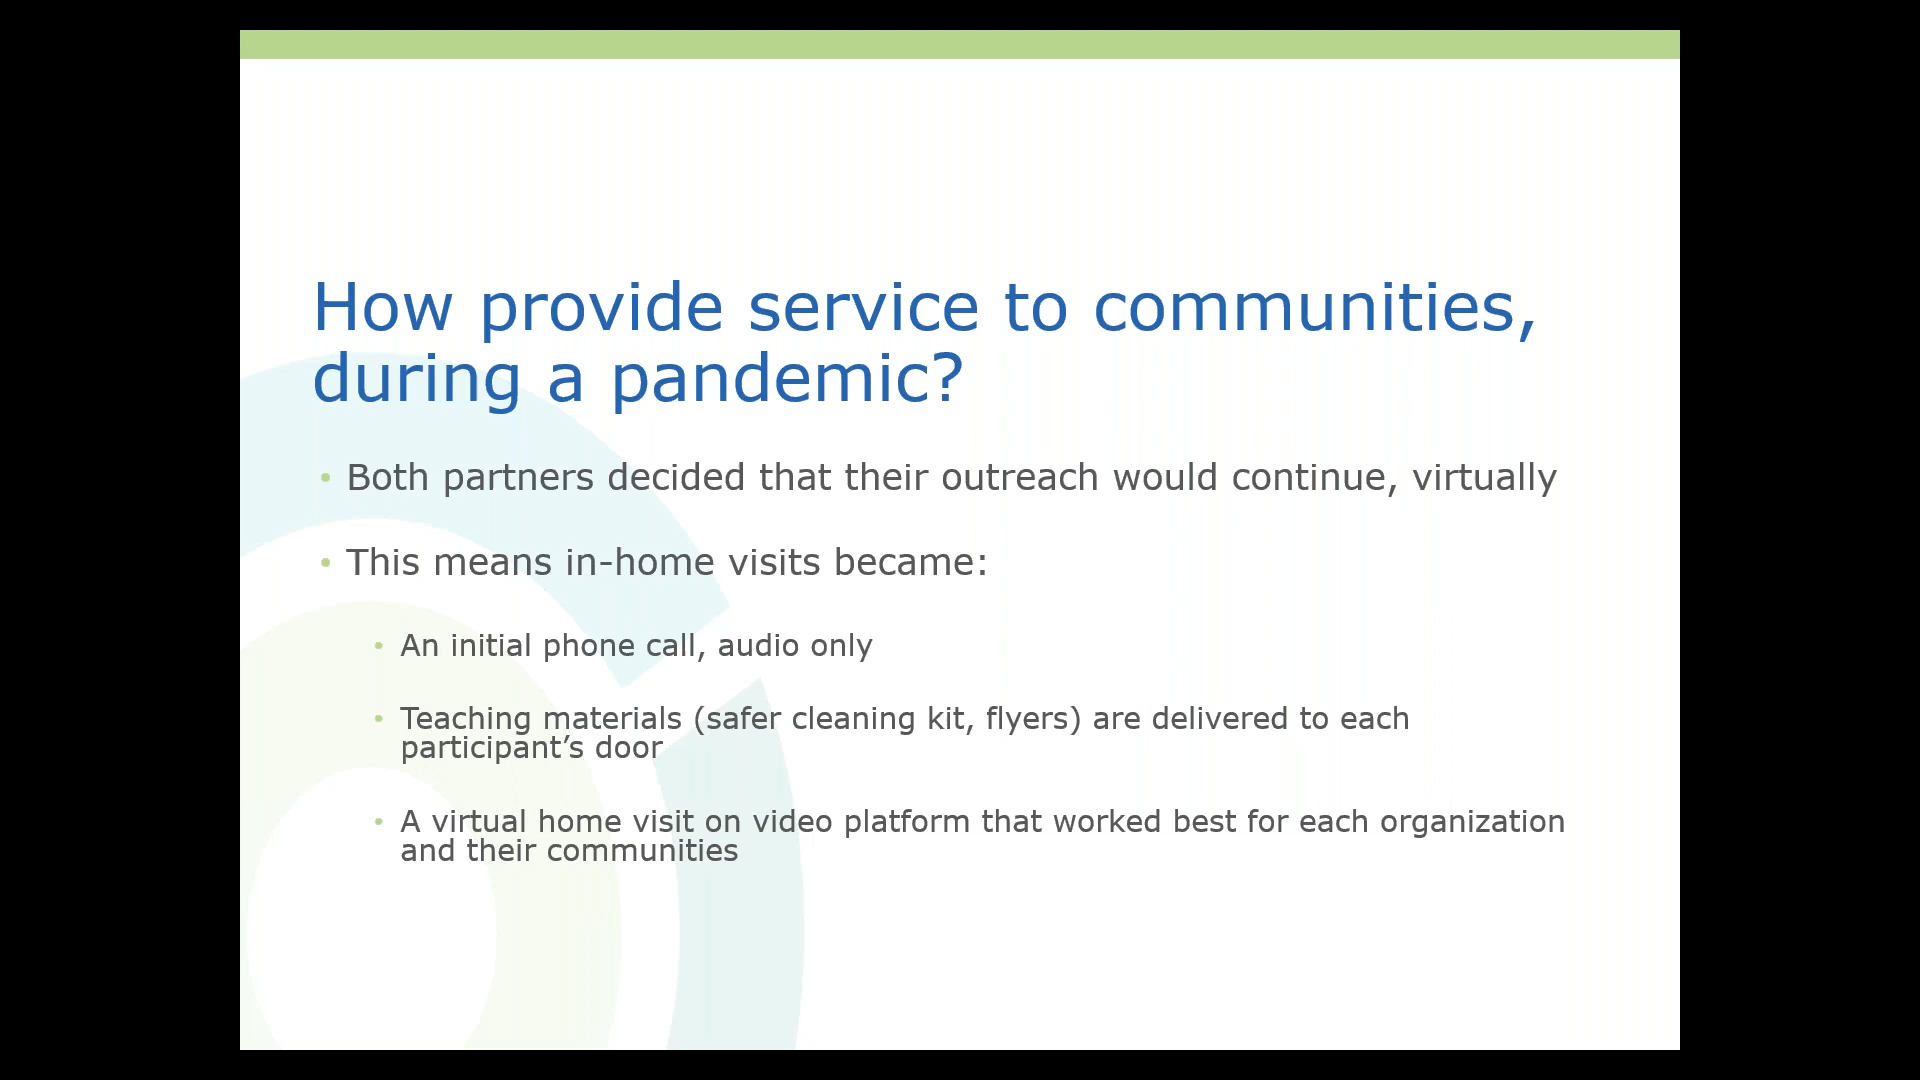 How provide service to communities,
during a pandemic?
• Both partners decided that their outreach would continue, virtually
• This means in-home visits became:
• An initial phone call, audio only
• Teaching materials (safer cleaning kit, flyers) are delivered to each
participant’s door
• A virtual home visit on video platform that worked best for each organization
and their communities